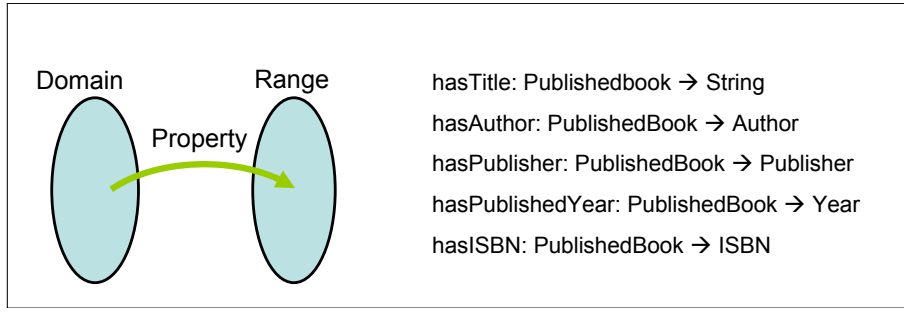 Domain
Range
Property
hasTitle: Publishedbook → String
hasAuthor: PublishedBook → Author
hasPublisher: PublishedBook → Publisher
hasPublishedYear: PublishedBook → Year
hasISBN: PublishedBook → ISBN